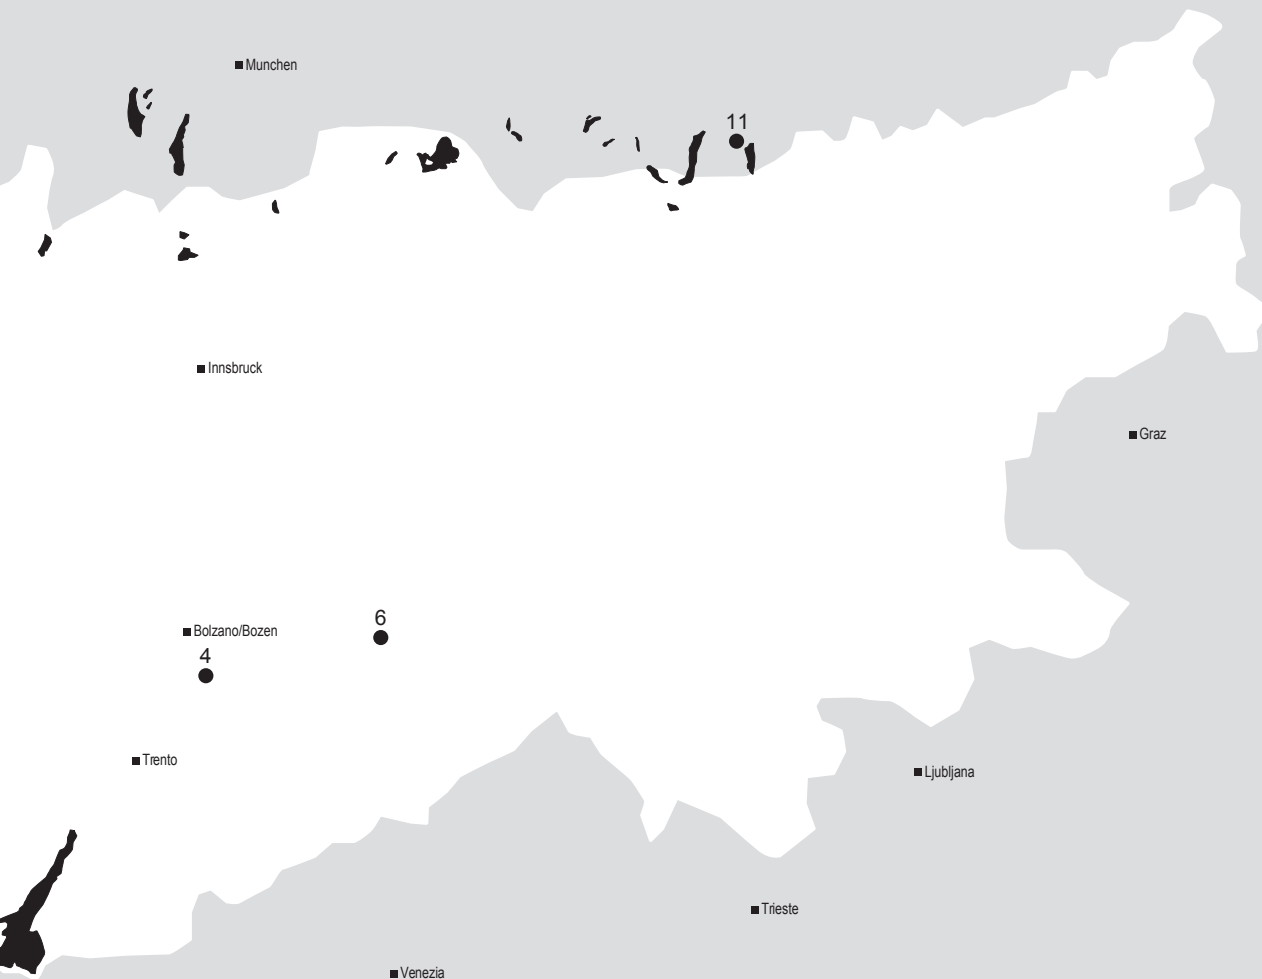 Munchen
11
Innsbruck
Graz
6
Bolzano/Bozen
4
Trento
Ljubljana
Trieste
Venezia